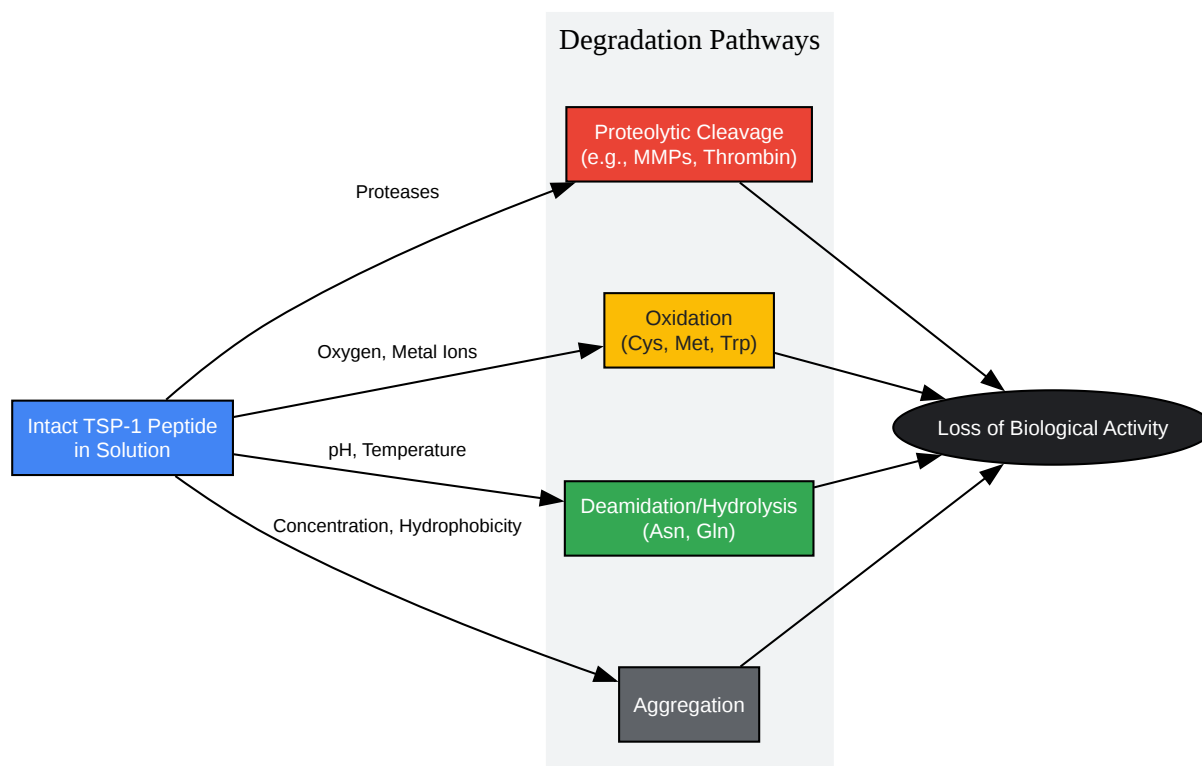 Degradation Pathways
Proteolytic Cleavage
(e.g., MMPs, Thrombin)
Proteases
Oxidation
(Cys, Met, Trp)
Oxygen, Metal Ions
Intact TSP-1 Peptide
in Solution
Loss of Biological Activity
pH, Temperature
Deamidation/Hydrolysis
(Asn, Gln)
Concentration, Hydrophobicity
Aggregation